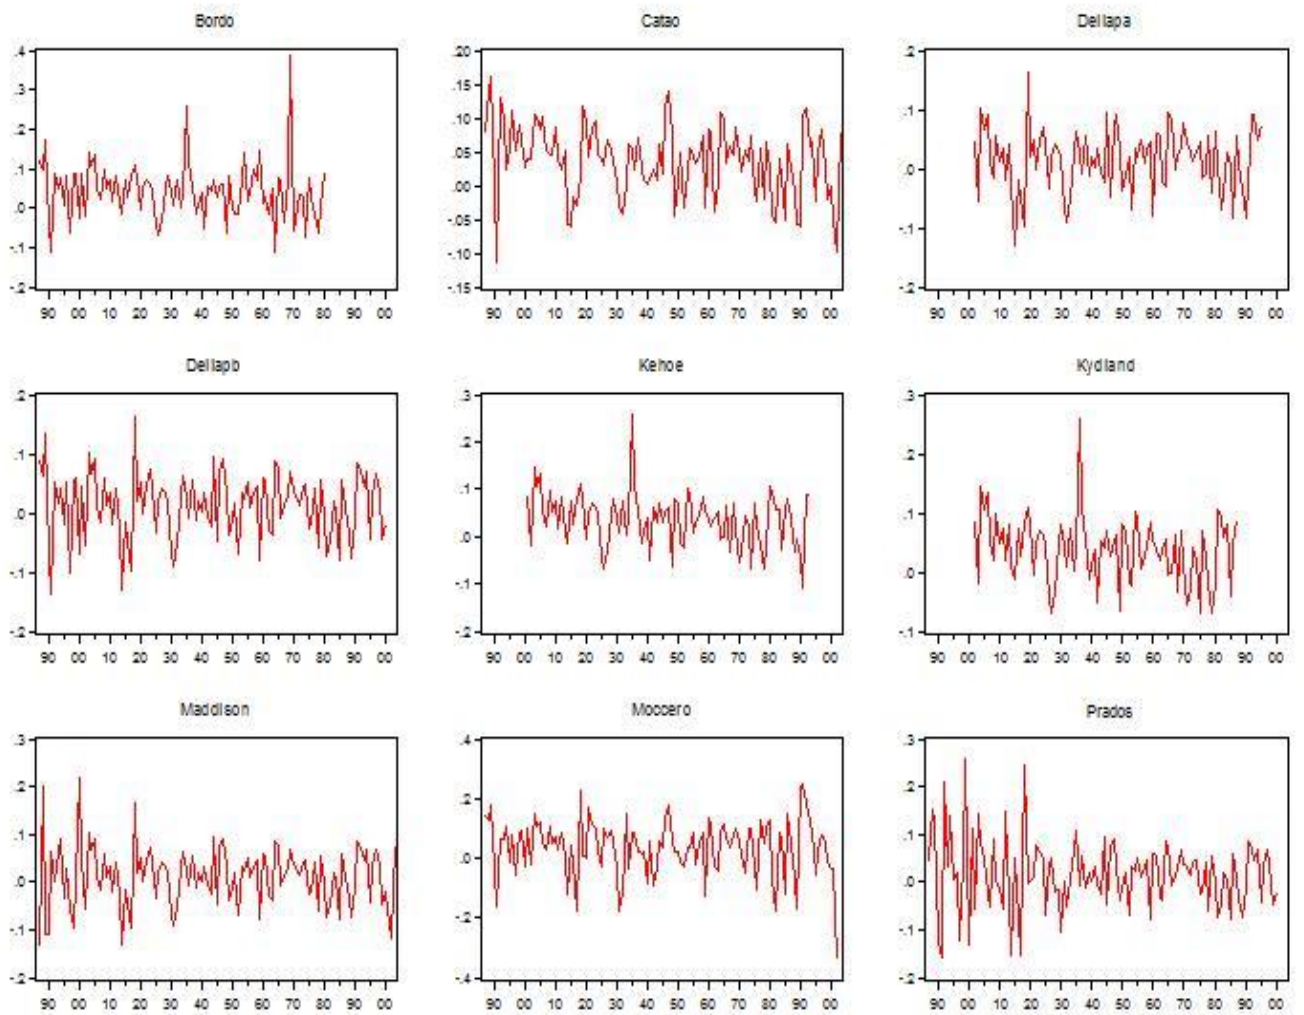 Bordo Catao Dellapa
.4 .20 .2
.3 .15
.2 .10 .1
.1 .05
.0 .00 .0
-.05
-.1 -.10 -.1
-.2 -.15 -.2
90 00 10 20 30 40 50 60 70 80 90 00 90 00 10 20 30 40 50 60 70 80 90 00 90 00 10 20 30 40 50 60 70 80 90 00
Dellapb Kehoe Kydland
.2 .3 .3
.2
.1 .2
.1
.0 .1
.0
-.1 .0
-.1
-.2 -.2 -.1
90 00 10 20 30 40 50 60 70 80 90 00 90 00 10 20 30 40 50 60 70 80 90 00 90 00 10 20 30 40 50 60 70 80 90 00
Maddison Moccero Prados
.3 .4 .3
.2 .2
.2
.1 .1
.0
.0 .0
-.2
-.1 -.1
-.2 -.4 -.2
90 00 10 20 30 40 50 60 70 80 90 00 90 00 10 20 30 40 50 60 70 80 90 00 90 00 10 20 30 40 50 60 70 80 90 00